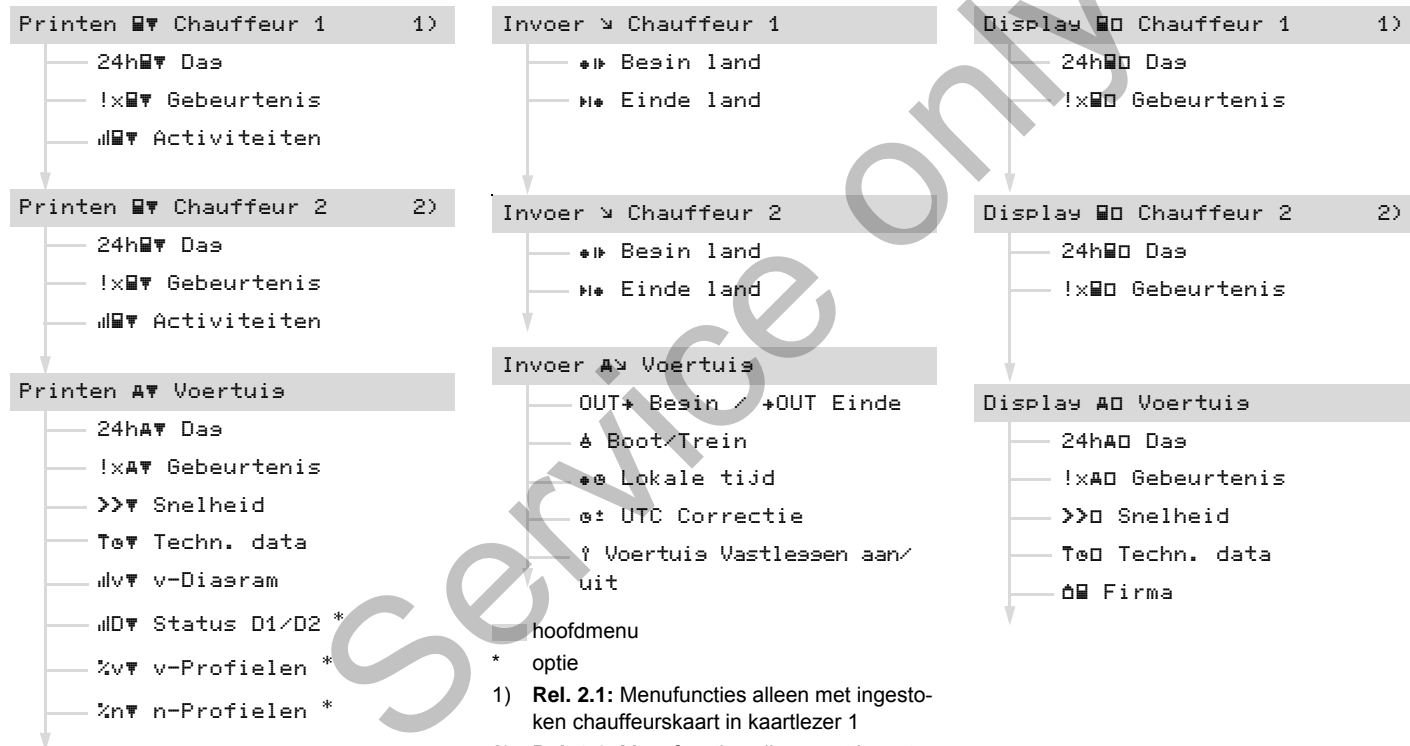 Printen Chauffeur 1 1)
24h Dag
!x Gebeurtenis
Activiteiten
Printen Chauffeur 2 2)
24h Dag
!x Gebeurtenis
Activiteiten
Printen A Voertuig
24hA Dag
!xA Gebeurtenis
>> Snelheid
T Techn. data
v v-Diagram
D Status D1/D2 *
%v v-Profielen *
%n n-Profielen *
Invoer Chauffeur 1
Begin land
Einde land
Invoer Chauffeur 2
Begin land
Einde land
Invoer A Voertuig
OUT Begin / OUT Einde
Boot/Trein
Lokale tijd
UTC Correctie
Voertuig Vastleggen aan/
uit
hoofdmenu
* optie
1) Rel. 2.1: Menufuncties alleen met ingesto-
ken chauffeurskaart in kaartlezer 1
Display Chauffeur 1 1)
24h Dag
!x Gebeurtenis
Display Chauffeur 2 2)
24h Dag
!x Gebeurtenis
Display A Voertuig
24hA Dag
!xA Gebeurtenis
>> Snelheid
T Techn. data
Firma
Service only